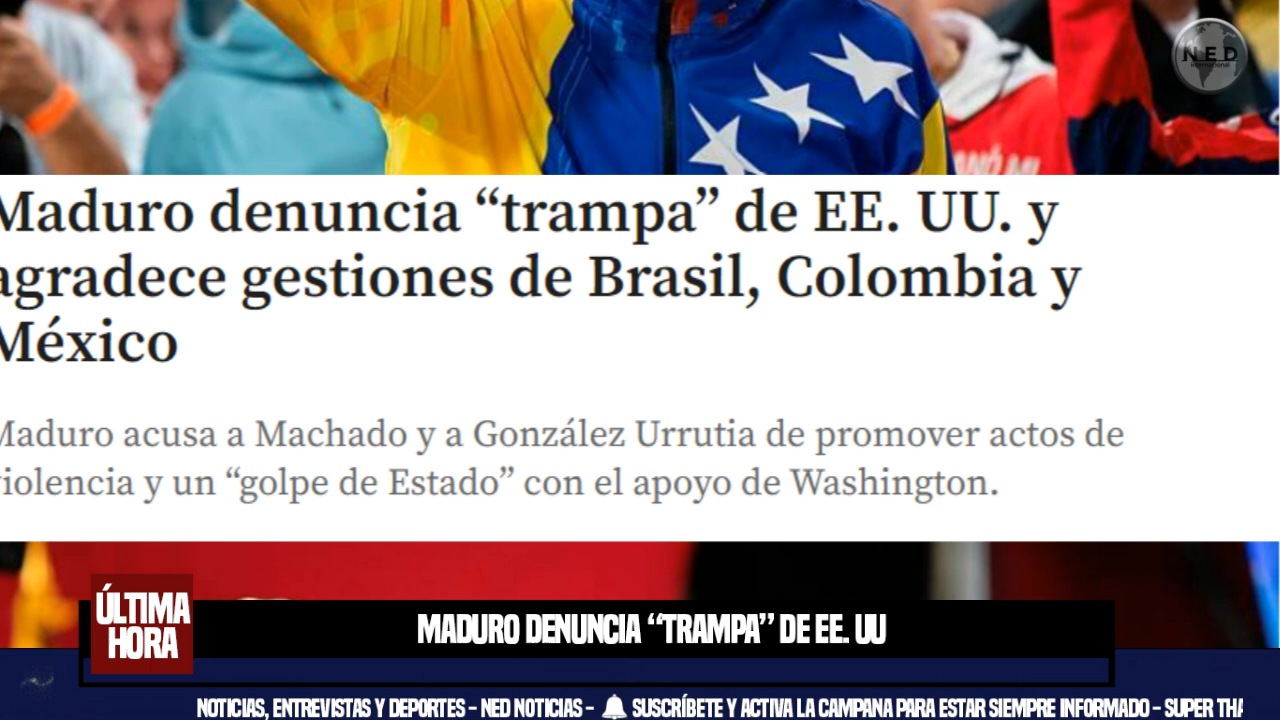 N.E.D
international
Maduro denuncia “trampa” de EE. UU. y
agradece gestiones de Brasil, Colombia y
México
Maduro acusa a Machado y a González Urrutia de promover actos de
violencia y un “golpe de Estado” con el apoyo de Washington.
ÚLTIMA
HORA
MADURO DENUNCIA “TRAMPA” DE EE. UU
NOTICIAS, ENTREVISTAS Y DEPORTES - NED NOTICIAS - 🔔 SUSCRÍBETE Y ACTIVA LA CAMPANA PARA ESTAR SIEMPRE INFORMADO - SUPER